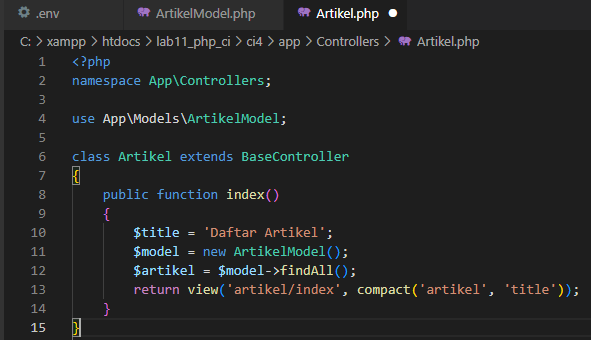 .env ArtikelModel.php Artikel.php
C: > xampp > htdocs > lab11_php_ci > ci4 > app > Controllers > Artikel.php
1 <?php
2 namespace App\Controllers;
3
4 use App\Models\ArtikelModel;
5
6 class Artikel extends BaseController
7 {
8     public function index()
9     {
10         $title = 'Daftar Artikel';
11         $model = new ArtikelModel();
12         $artikel = $model->findAll();
13         return view('artikel/index', compact('artikel', 'title'));
14     }
15 }